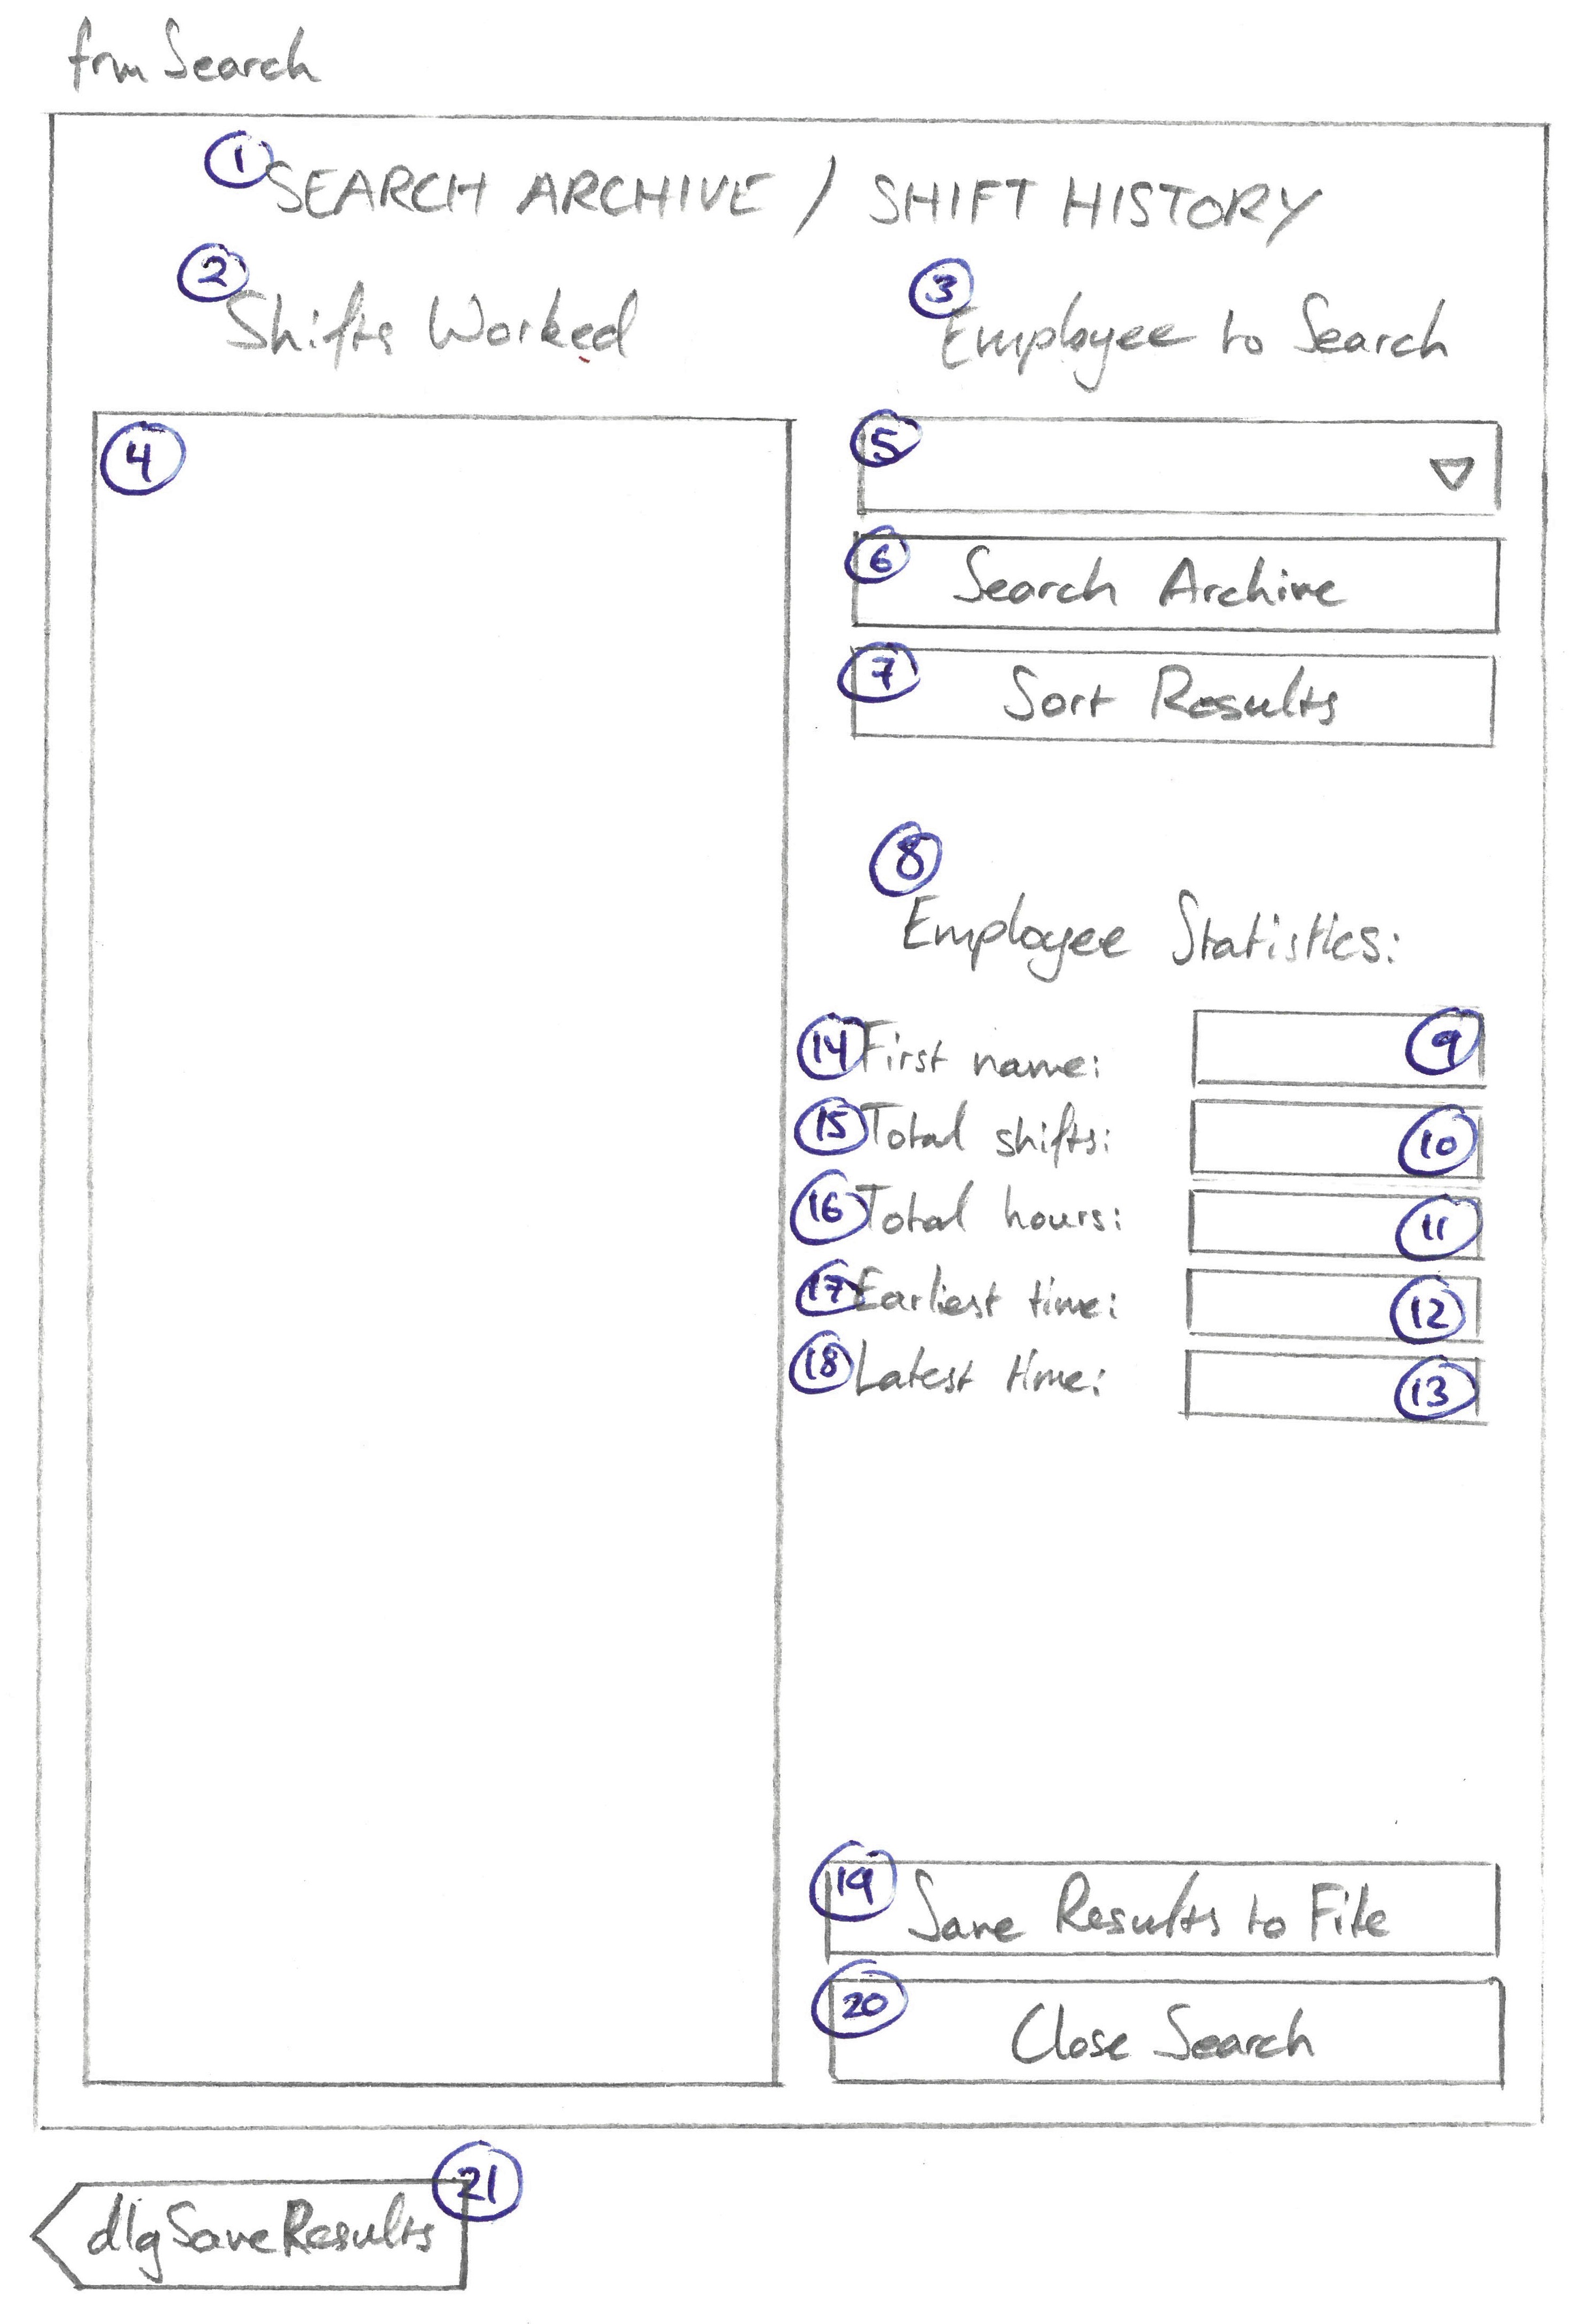 frmSearch
1 SEARCH ARCHIVE / SHIFT HISTORY
2 Shifts Worked
3 Employee to Search
4
5
6 Search Archive
7 Sort Results
8
Employee Statistics:
14 First name: 9
15 Total shifts: 10
16 Total hours: 11
17 Earliest time: 12
18 Latest time: 13
19 Save Results to File
20 Close Search
21
dlgSaveResults